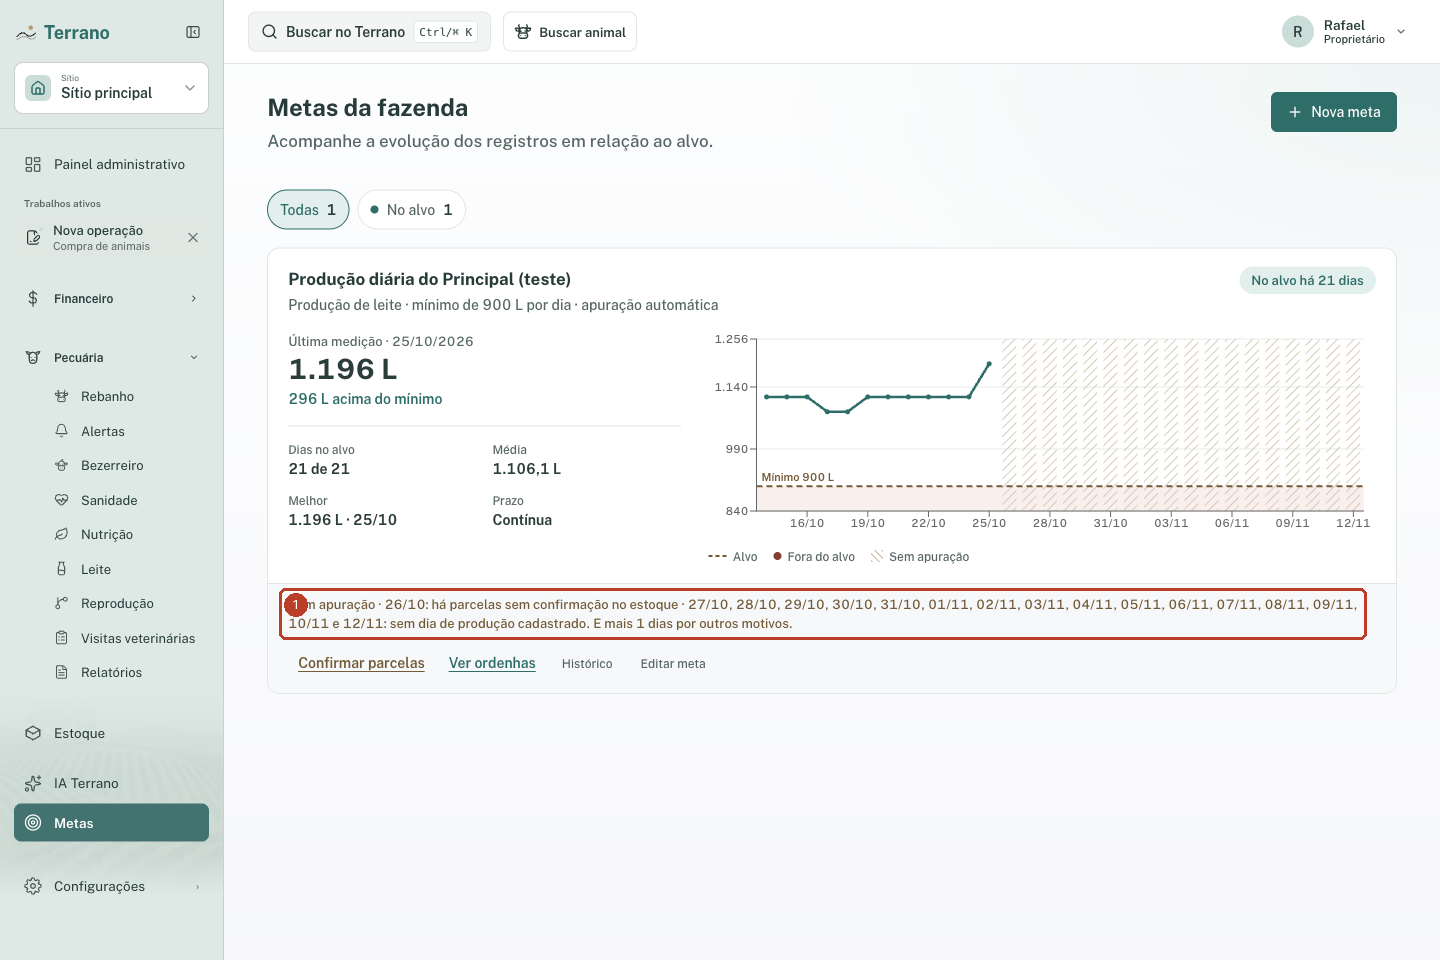 Terrano
Sítio
Sítio principal
Painel administrativo
Trabalhos ativos
Nova operação
Compra de animais
Financeiro
Pecuária
Rebanho
Alertas
Bezerreiro
Sanidade
Nutrição
Leite
Reprodução
Visitas veterinárias
Relatórios
Estoque
IA Terrano
Metas
Configurações
Buscar no Terrano Ctrl/⌘ K
Buscar animal
R
Rafael
Proprietário
Metas da fazenda
Acompanhe a evolução dos registros em relação ao alvo.
+ Nova meta
Todas 1
No alvo 1
Produção diária do Principal (teste)
No alvo há 21 dias
Produção de leite · mínimo de 900 L por dia · apuração automática
Última medição · 25/10/2026
1.196 L
296 L acima do mínimo
Dias no alvo
21 de 21
Média
1.106,1 L
Melhor
1.196 L · 25/10
Prazo
Contínua
1.256
1.140
990
840
Mínimo 900 L
16/10 19/10 22/10 25/10 28/10 31/10 03/11 06/11 09/11 12/11
Alvo Fora do alvo Sem apuração
1
m apuração · 26/10: há parcelas sem confirmação no estoque · 27/10, 28/10, 29/10, 30/10, 31/10, 01/11, 02/11, 03/11, 04/11, 05/11, 06/11, 07/11, 08/11, 09/11,
10/11 e 12/11: sem dia de produção cadastrado. E mais 1 dias por outros motivos.
Confirmar parcelas Ver ordenhas Histórico Editar meta